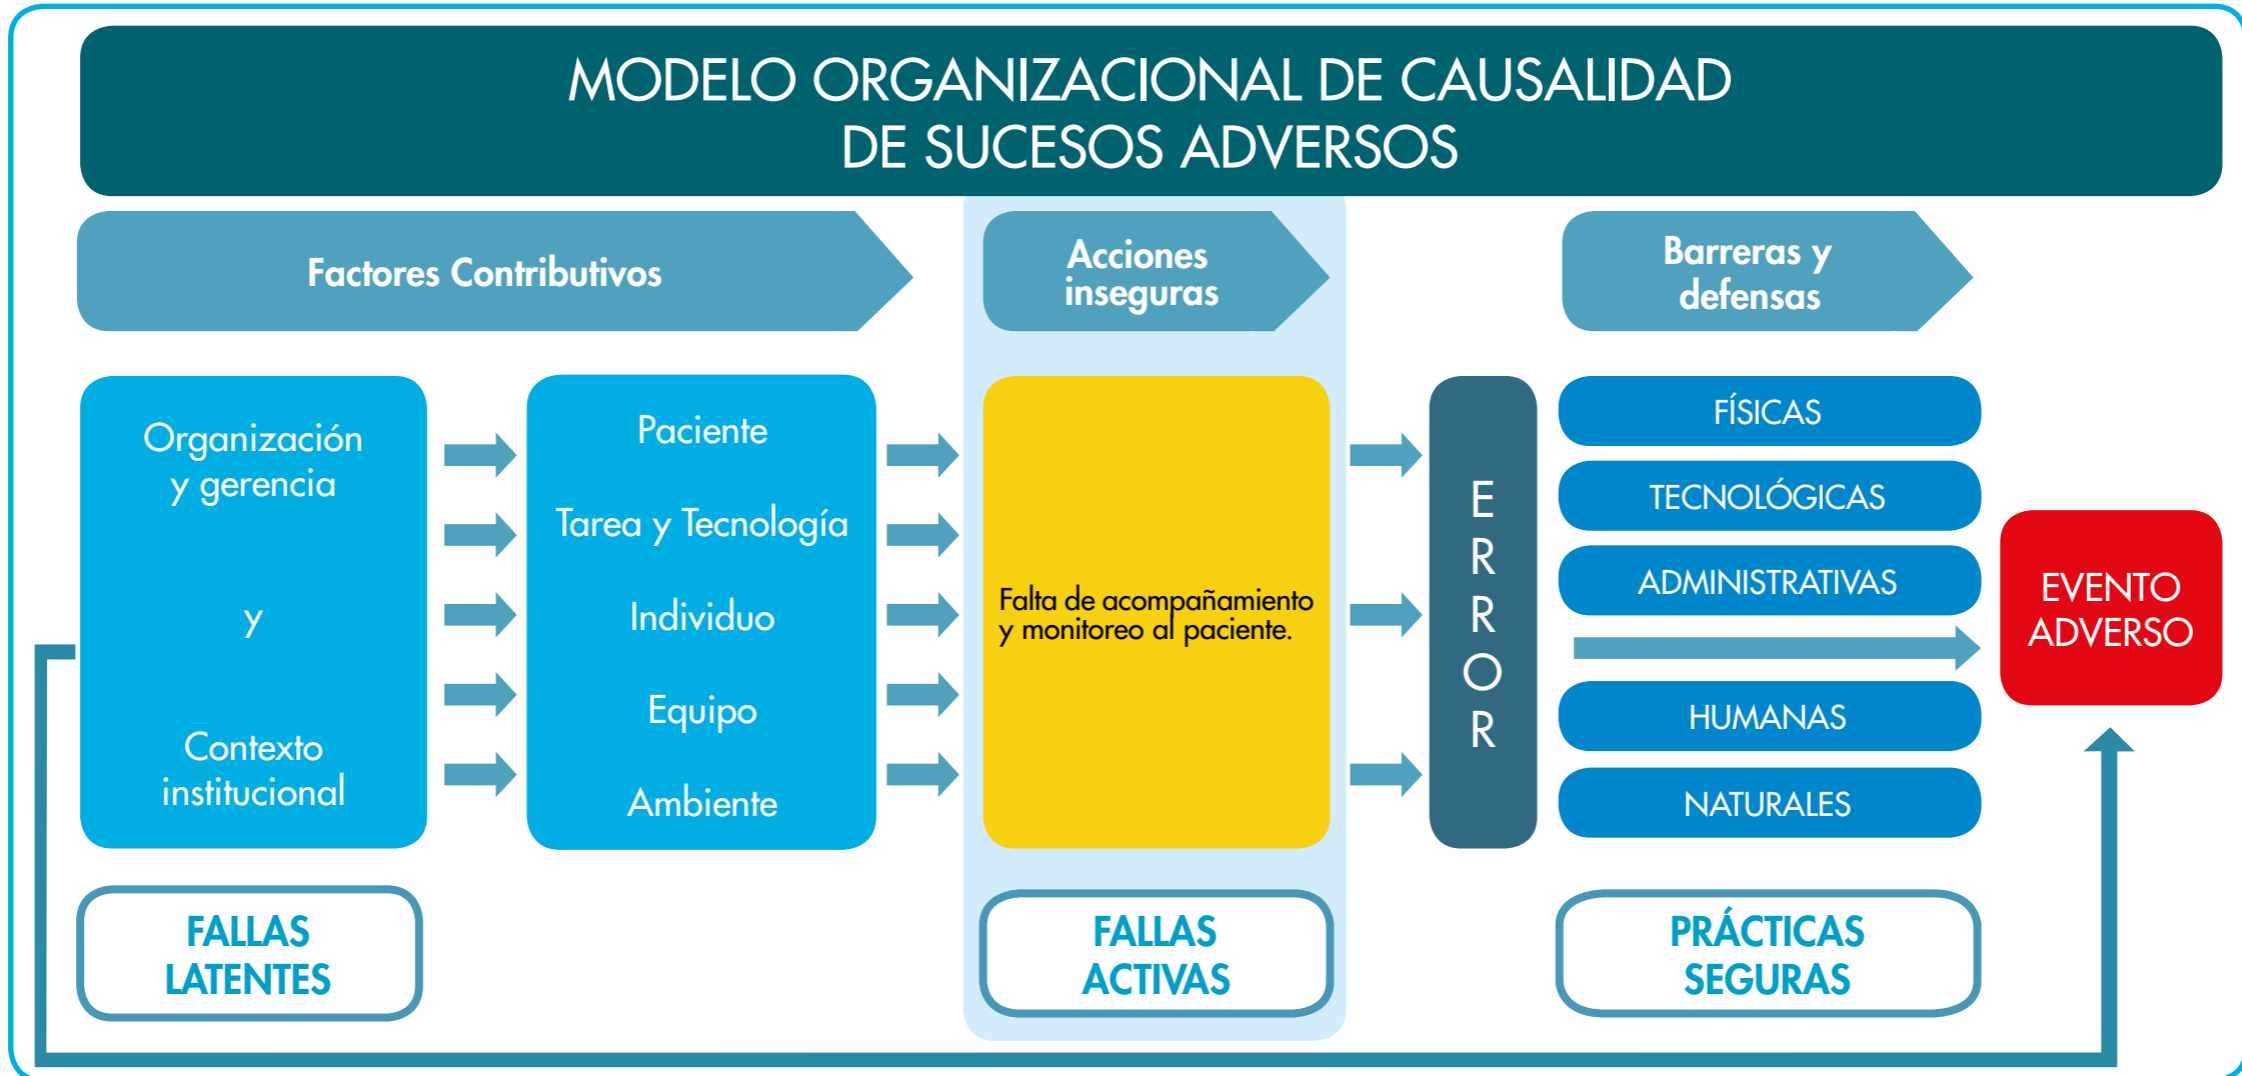 MODELO ORGANIZACIONAL DE CAUSALIDAD
DE SUCESOS ADVERSOS
Factores Contributivos
Acciones
inseguras
Barreras y
defensas
Organización
y gerencia
y
Contexto
institucional
Paciente
Tarea y Tecnología
Individuo
Equipo
Ambiente
Falta de acompañamiento
y monitoreo al paciente.
E
R
R
O
R
FÍSICAS
TECNOLÓGICAS
ADMINISTRATIVAS
HUMANAS
NATURALES
EVENTO
ADVERSO
FALLAS
LATENTES
FALLAS
ACTIVAS
PRÁCTICAS
SEGURAS